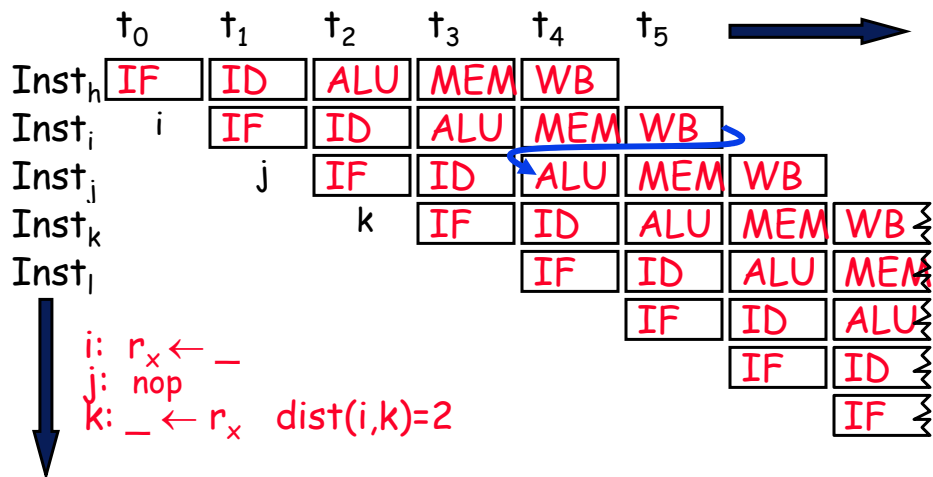 t0 t1 t2 t3 t4 t5
Insth IF ID ALU MEM WB
Insti i IF ID ALU MEM WB
Instj j IF ID ALU MEM WB
Instk k IF ID ALU MEM WB
Instl IF ID ALU MEM
IF ID ALU
i: rx ← _
IF ID
j: nop
k: _ ← rx dist(i,k)=2
IF